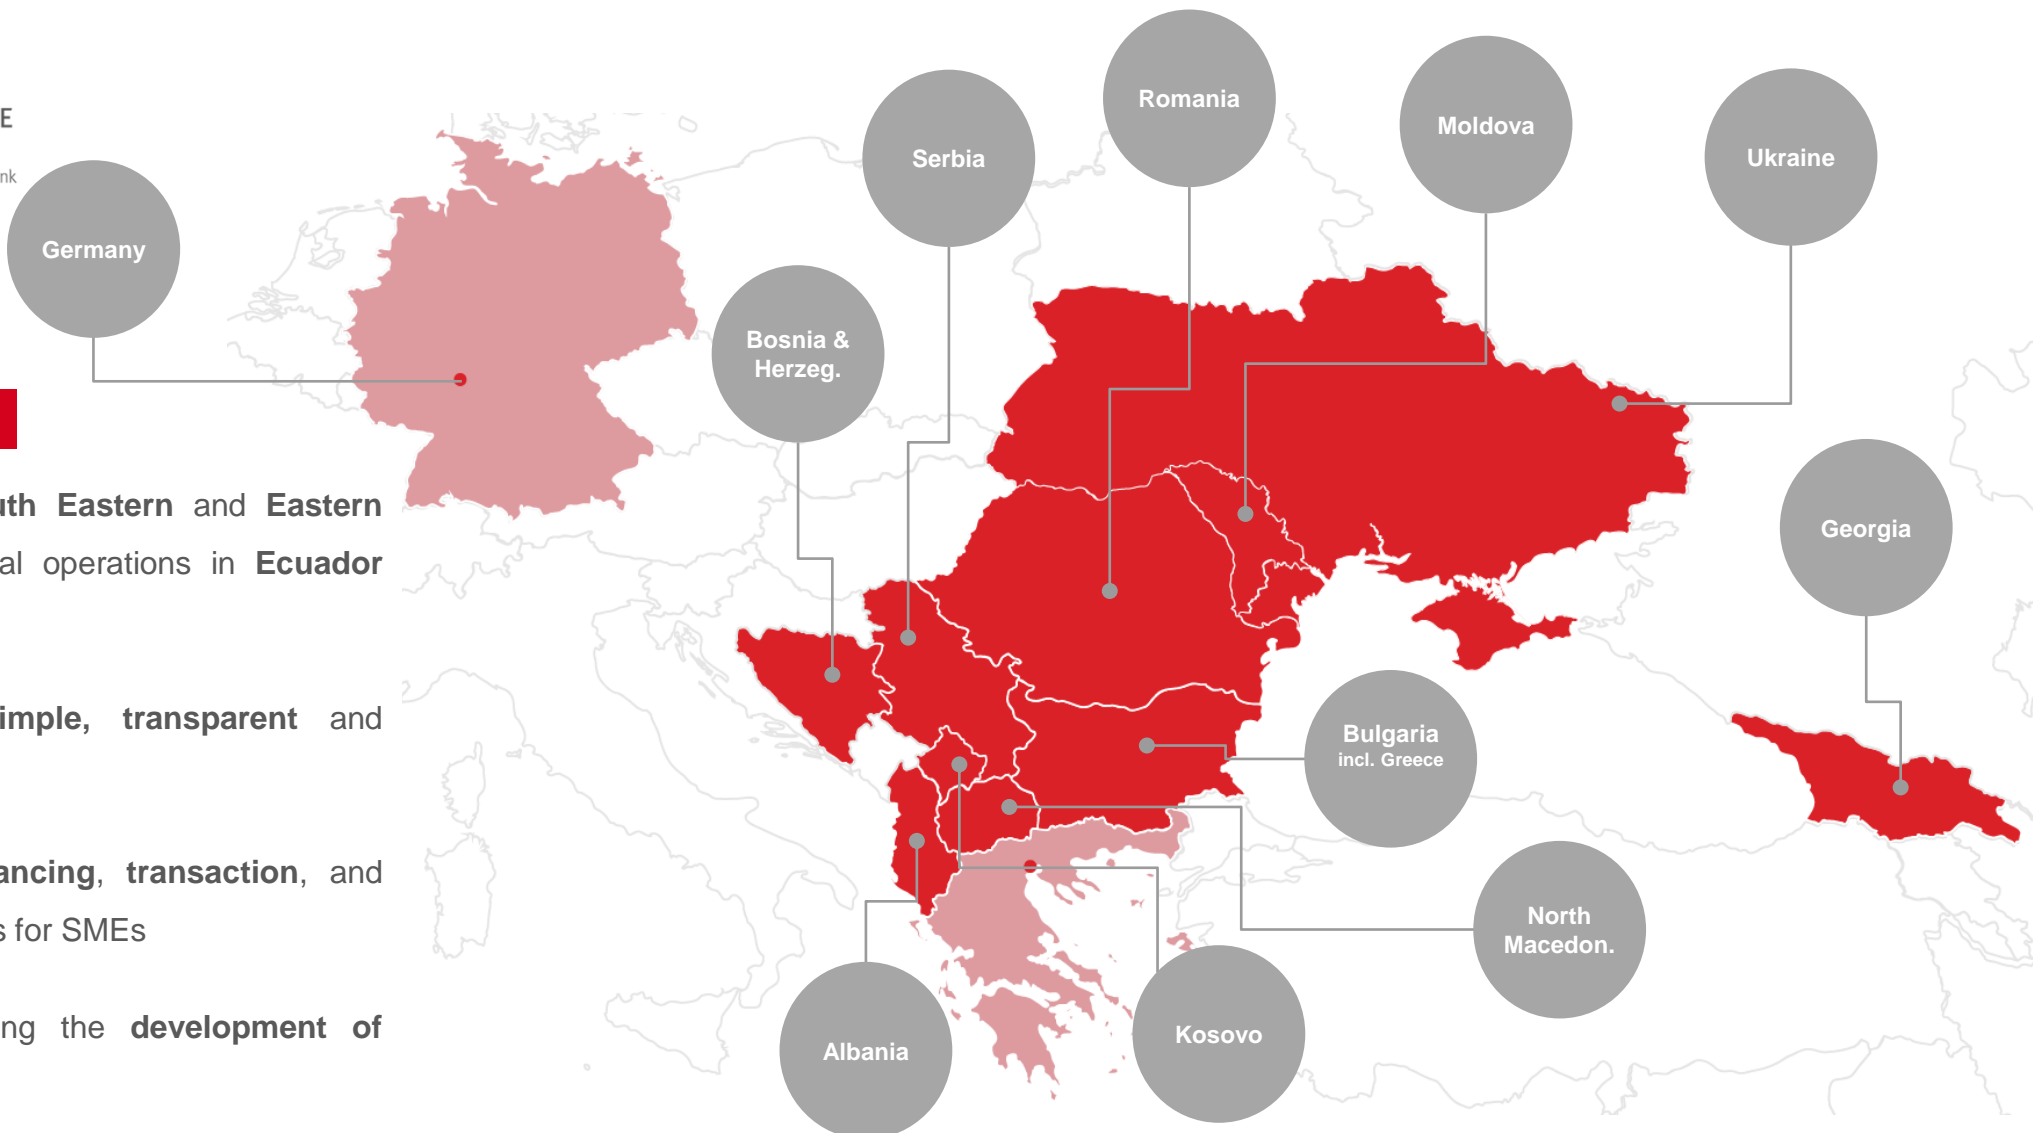 E
nk
Germany
Serbia
Romania
Moldova
Ukraine
Bosnia &
Herzeg.
Georgia
Bulgaria
incl. Greece
North
Macedon.
Kosovo
Albania
uth Eastern and Eastern
al operations in Ecuador
imple, transparent and
ancing, transaction, and
s for SMEs
ng the development of